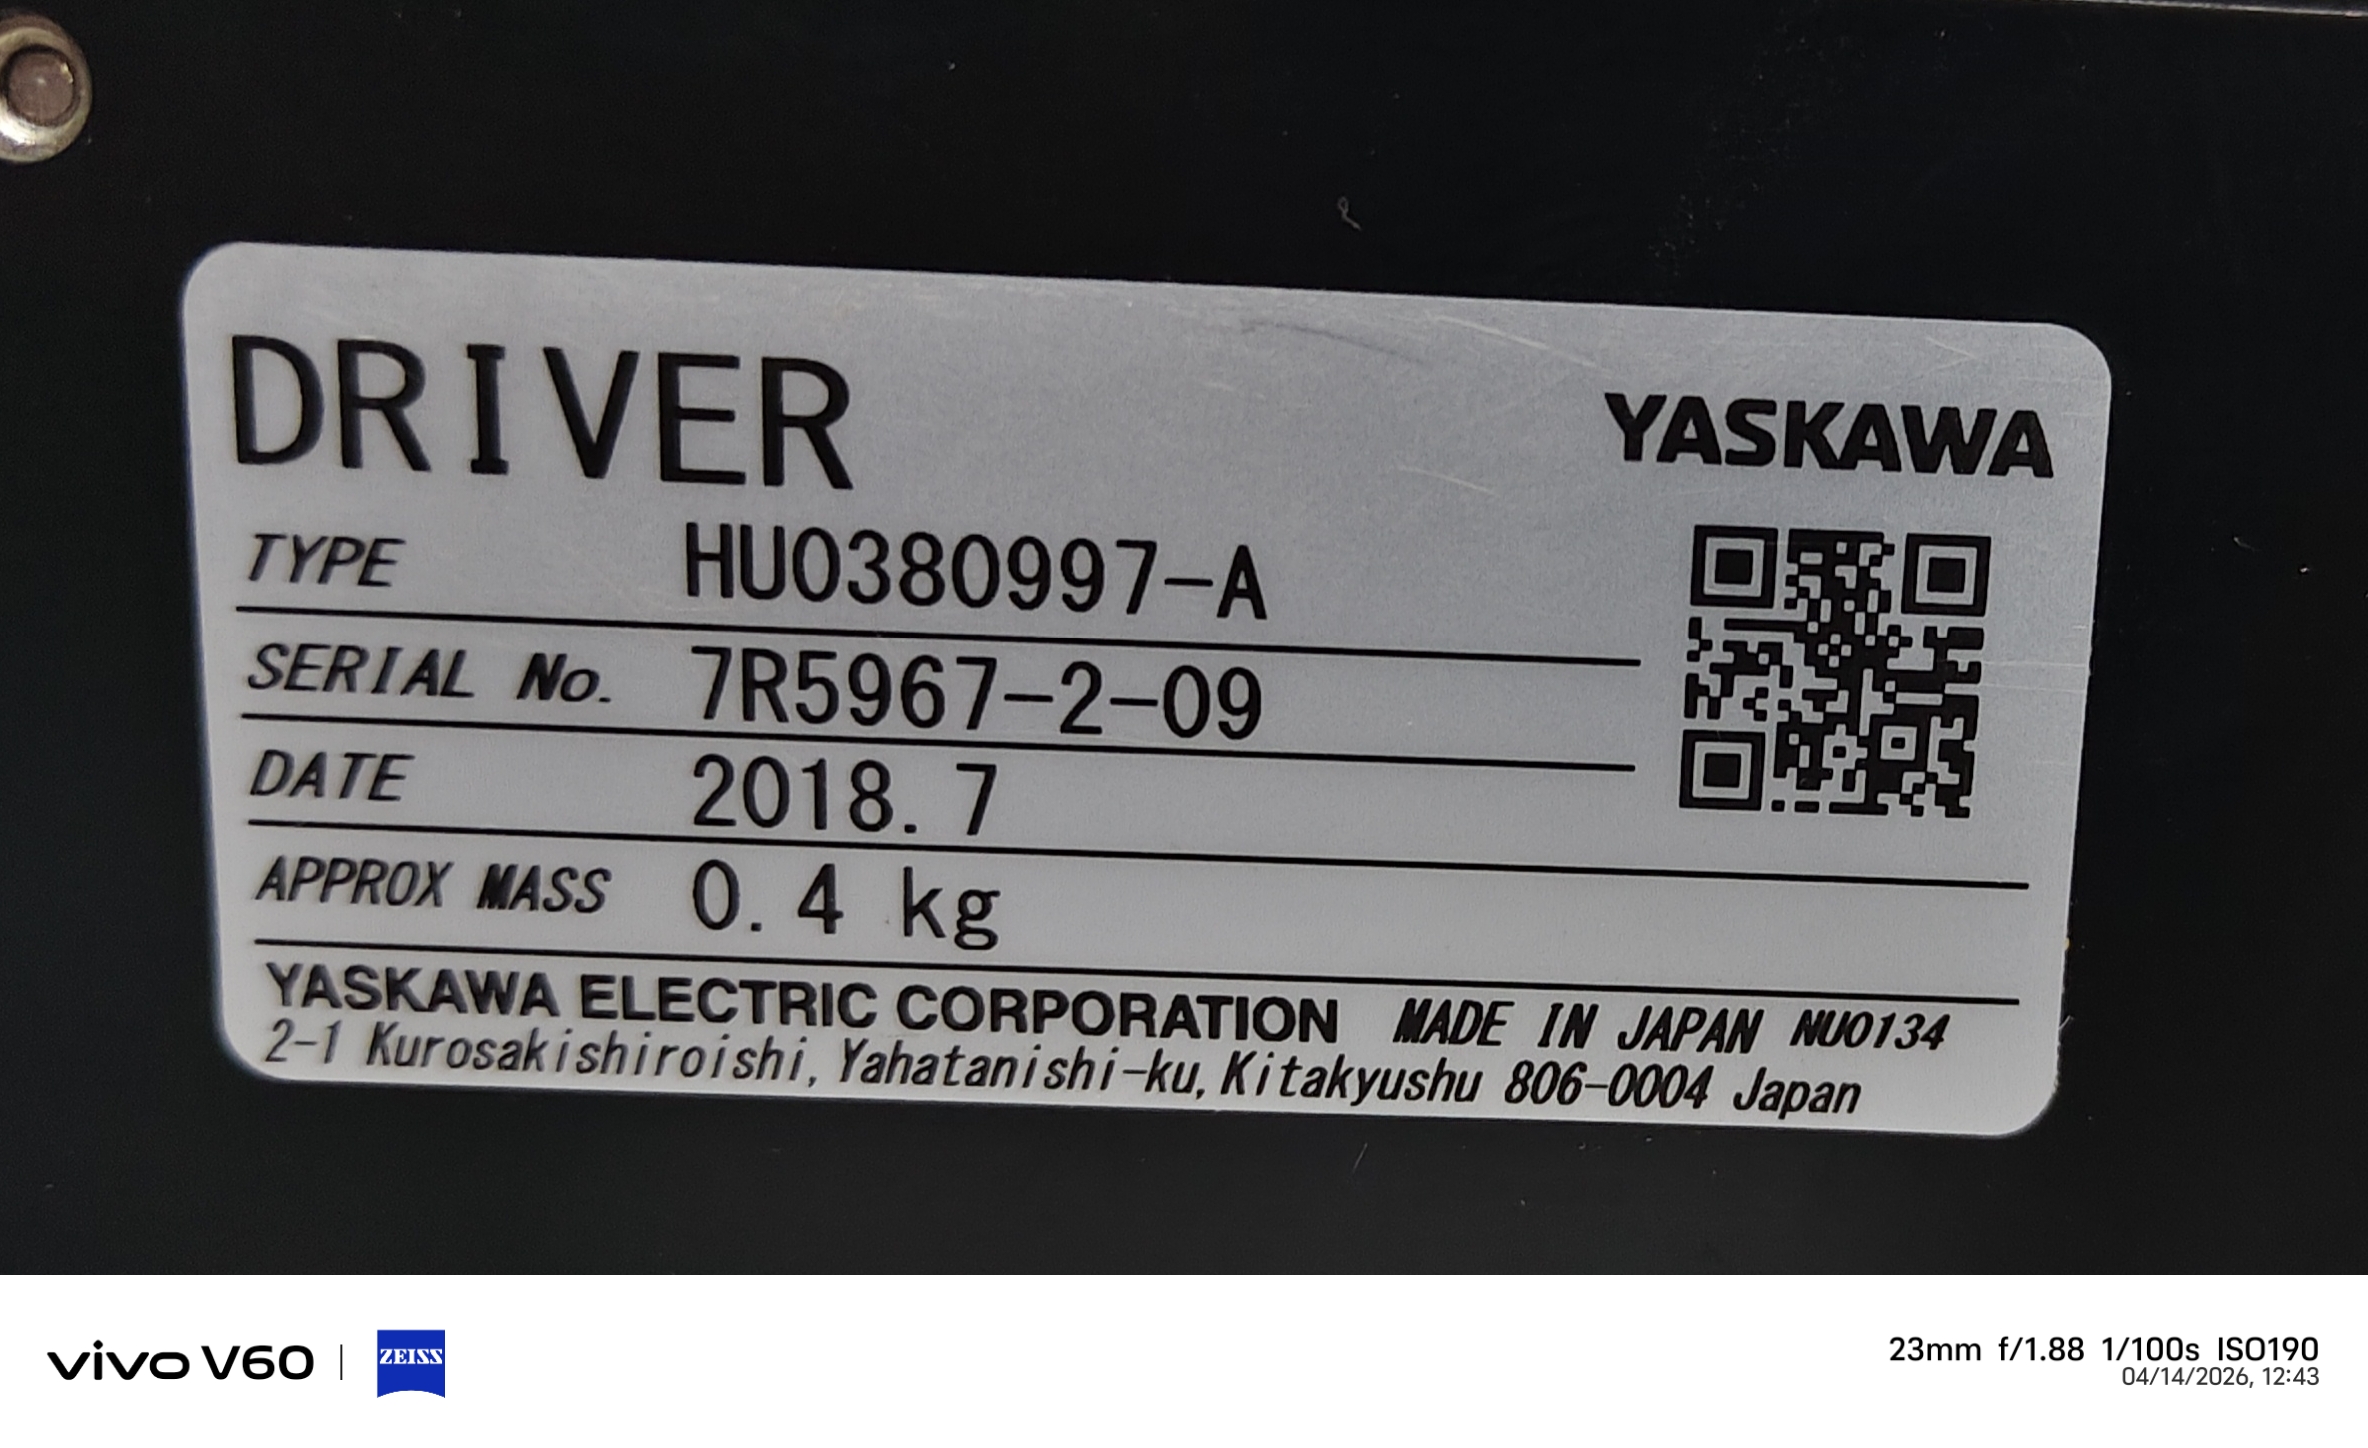 DRIVER
YASKAWA
TYPE HU0380997-A
SERIAL No. 7R5967-2-09
DATE 2018. 7
APPROX MASS 0. 4 kg
YASKAWA ELECTRIC CORPORATION MADE IN JAPAN NU0134
2-1 Kurosakishiroishi, Yahatanishi-ku, Kitakyushu 806-0004 Japan
vivo V60 | ZEISS
23mm f/1.88 1/100s ISO190
04/14/2026, 12:43